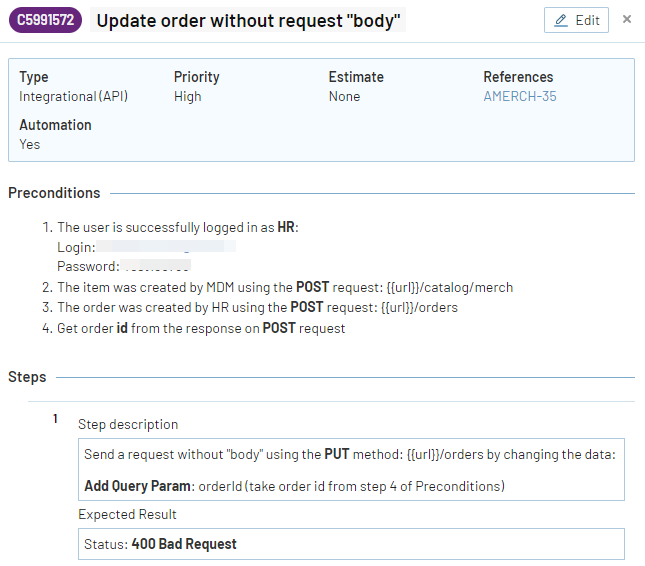 C5991572 Update order without request "body" Edit ×
Type Priority Estimate References
Integrational (API) High None AMERCH-35
Automation
Yes
Preconditions
1. The user is successfully logged in as HR:
Login:
Password:
2. The item was created by MDM using the POST request: {{url}}/catalog/merch
3. The order was created by HR using the POST request: {{url}}/orders
4. Get order id from the response on POST request
Steps
1
Step description
Send a request without "body" using the PUT method: {{url}}/orders by changing the data:
Add Query Param: orderId (take order id from step 4 of Preconditions)
Expected Result
Status: 400 Bad Request